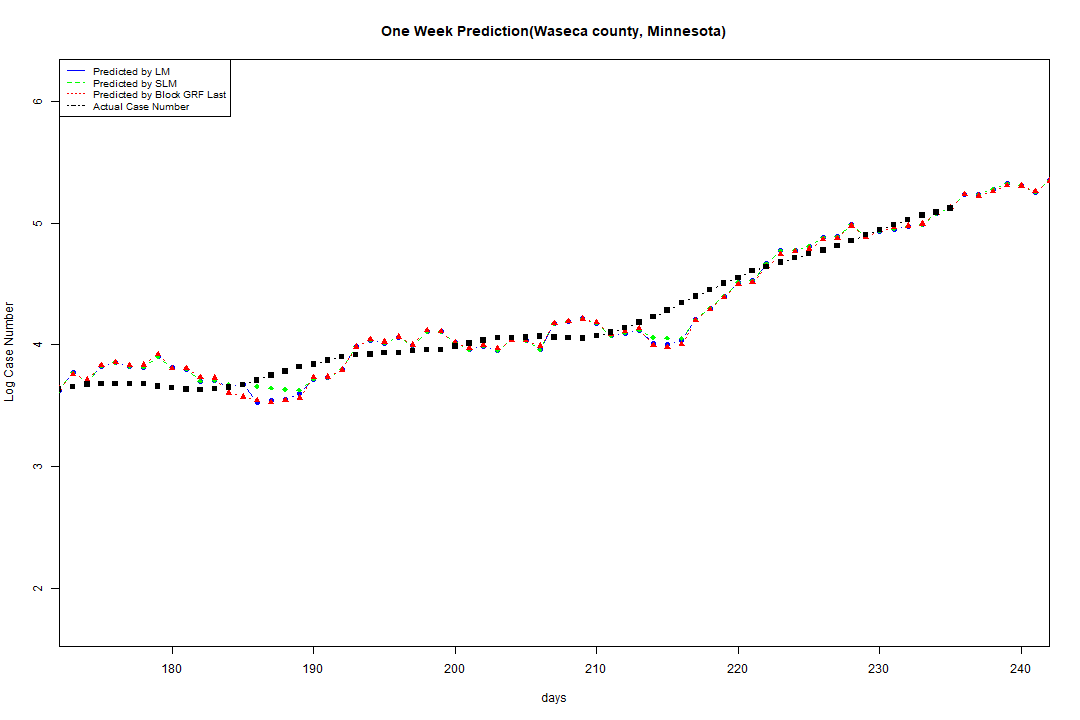 One Week Prediction(Waseca county, Minnesota)
Predicted by LM
Predicted by SLM
Predicted by Block GRF Last
Actual Case Number
Log Case Number
6
5
4
3
2
180 190 200 210 220 230 240
days